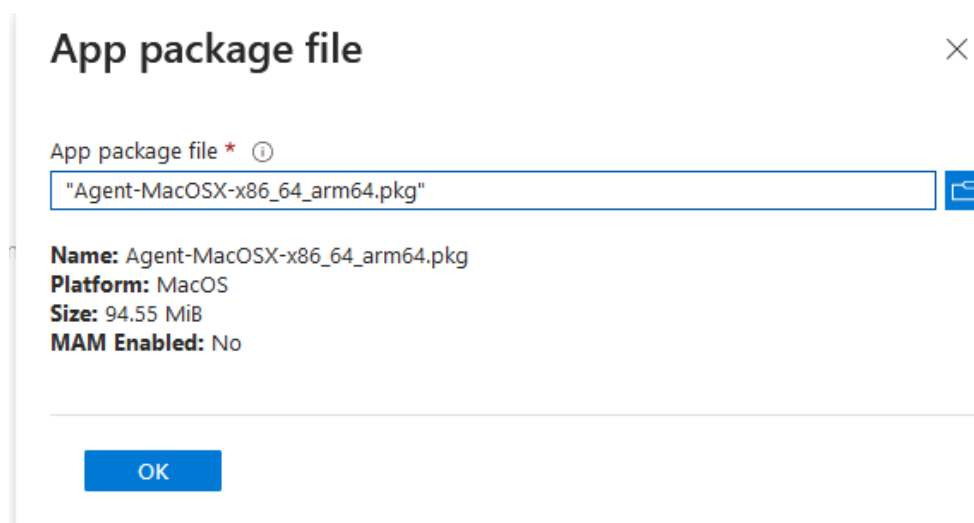 App package file
App package file *
"Agent-MacOSX-x86_64_arm64.pkg"
Name: Agent-MacOSX-x86_64_arm64.pkg
Platform: MacOS
Size: 94.55 MiB
MAM Enabled: No
OK